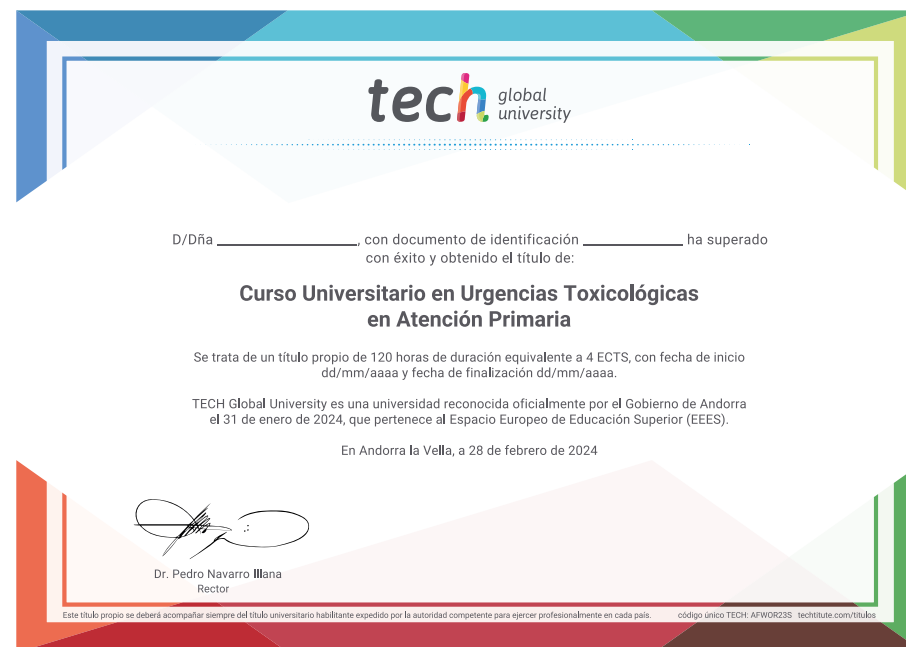 tech global university
D/Dña ____________________, con documento de identificación ______________ ha superado
con éxito y obtenido el título de:
Curso Universitario en Urgencias Toxicológicas
en Atención Primaria
Se trata de un título propio de 120 horas de duración equivalente a 4 ECTS, con fecha de inicio
dd/mm/aaaa y fecha de finalización dd/mm/aaaa.
TECH Global University es una universidad reconocida oficialmente por el Gobierno de Andorra
el 31 de enero de 2024, que pertenece al Espacio Europeo de Educación Superior (EEES).
En Andorra la Vella, a 28 de febrero de 2024
Dr. Pedro Navarro Illana
Rector
Este título propio se deberá acompañar siempre del título universitario habilitante expedido por la autoridad competente para ejercer profesionalmente en cada país. código único TECH: AFWOR23S techtitute.com/titulos